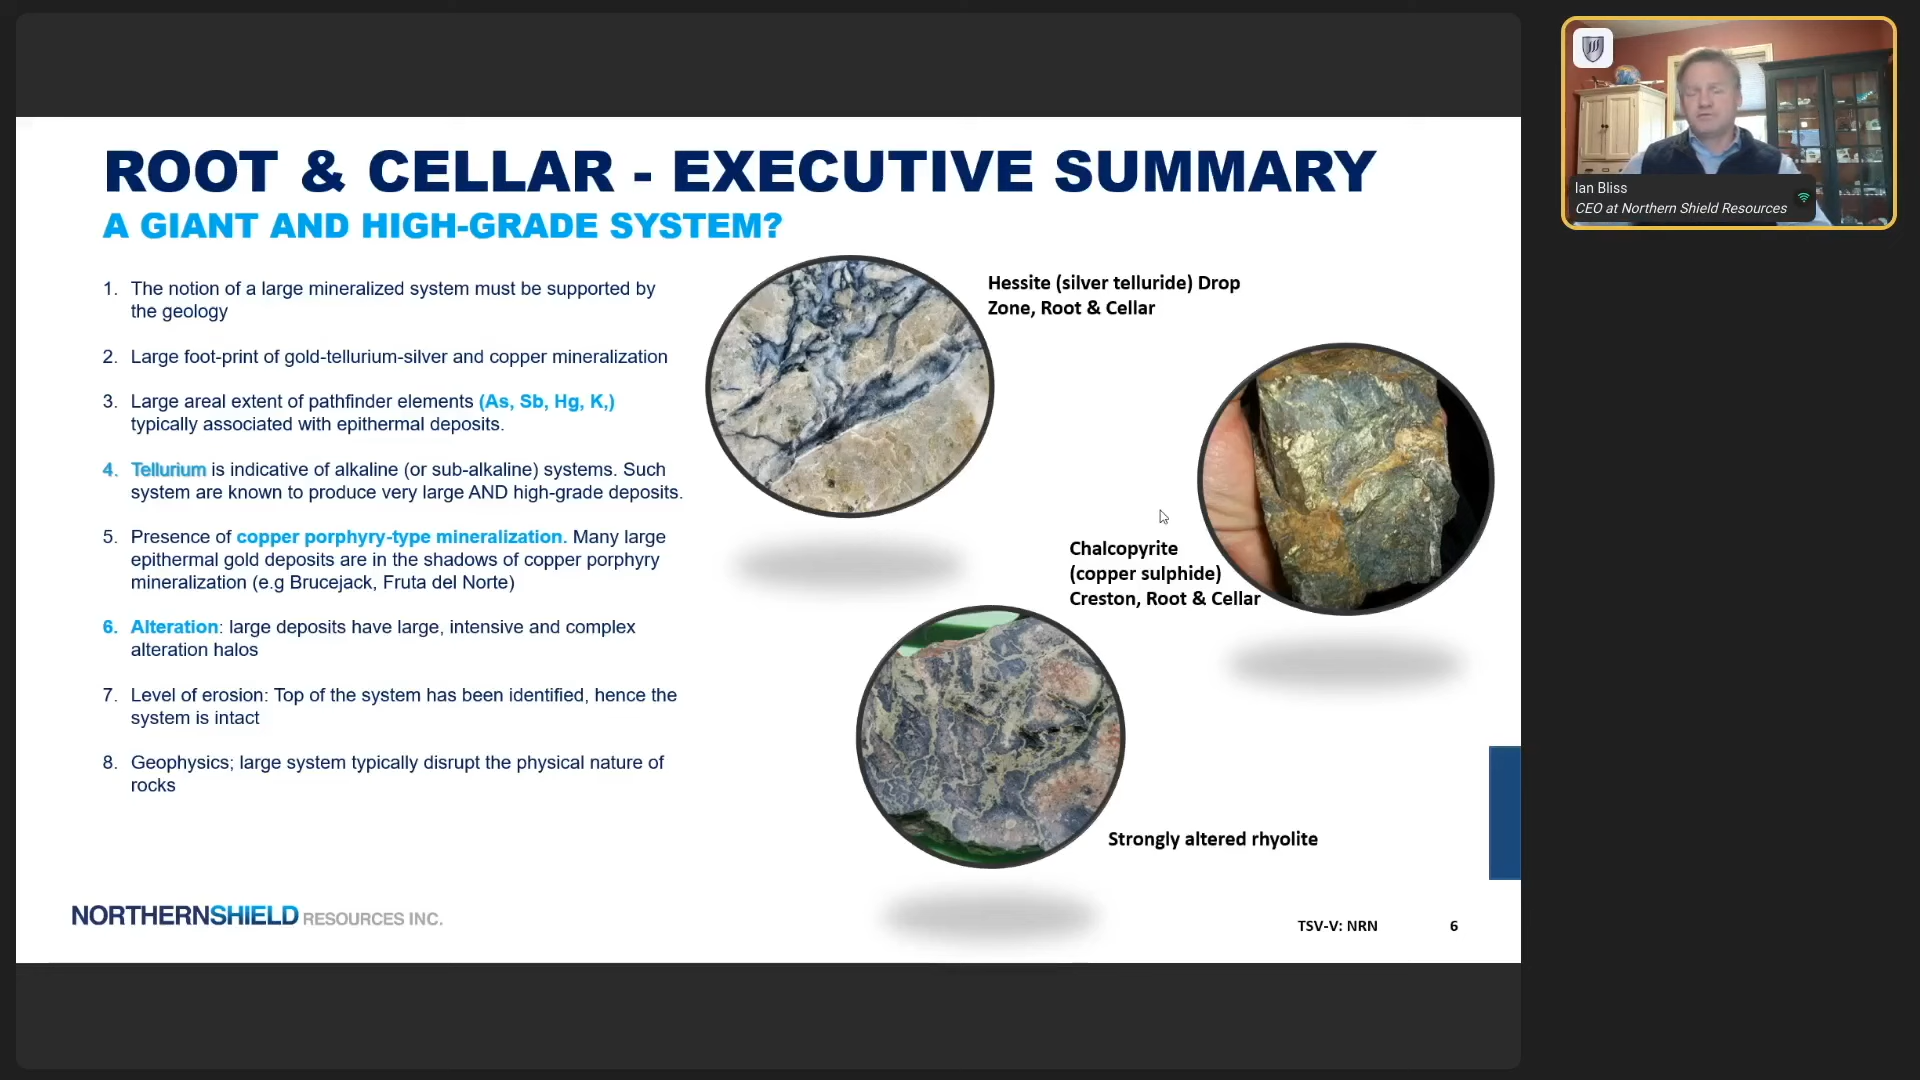 ROOT & CELLAR - EXECUTIVE SUMMARY
A GIANT AND HIGH-GRADE SYSTEM?
1. The notion of a large mineralized system must be supported by
the geology
2. Large foot-print of gold-tellurium-silver and copper mineralization
3. Large areal extent of pathfinder elements (As, Sb, Hg, K,)
typically associated with epithermal deposits.
4. Tellurium is indicative of alkaline (or sub-alkaline) systems. Such
system are known to produce very large AND high-grade deposits.
5. Presence of copper porphyry-type mineralization. Many large
epithermal gold deposits are in the shadows of copper porphyry
mineralization (e.g Brucejack, Fruta del Norte)
6. Alteration: large deposits have large, intensive and complex
alteration halos
7. Level of erosion: Top of the system has been identified, hence the
system is intact
8. Geophysics; large system typically disrupt the physical nature of
rocks
Hessite (silver telluride) Drop
Zone, Root & Cellar
Chalcopyrite
(copper sulphide)
Creston, Root & Cellar
Strongly altered rhyolite
NORTHERNSHIELD RESOURCES INC.
TSV-V: NRN
6
Ian Bliss
CEO at Northern Shield Resources